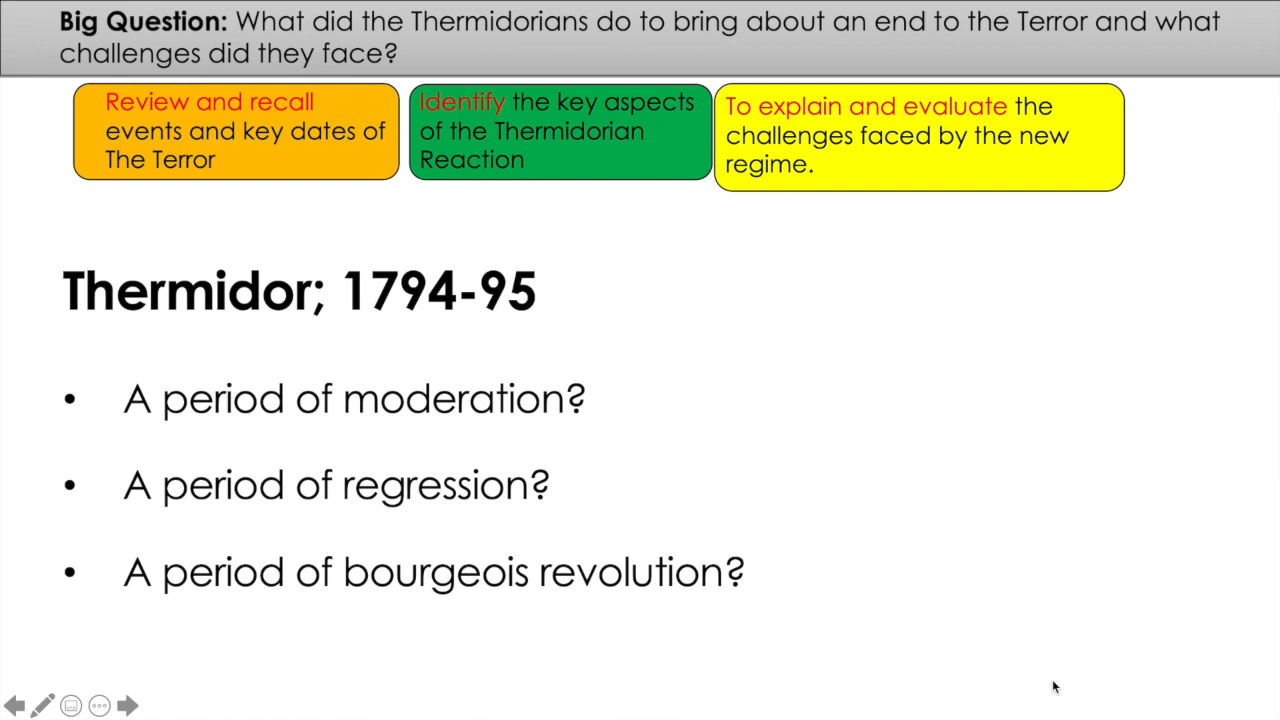 Big Question: What did the Thermidorians do to bring about an end to the Terror and what
challenges did they face?
Review and recall
events and key dates of
The Terror
Identify the key aspects
of the Thermidorian
Reaction
To explain and evaluate the
challenges faced by the new
regime.
Thermidor; 1794-95
• A period of moderation?
• A period of regression?
• A period of bourgeois revolution?